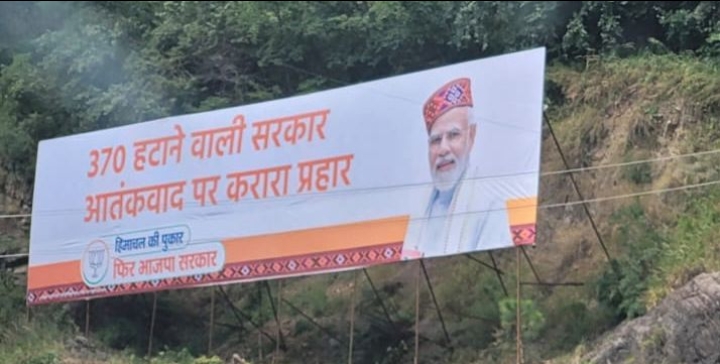 370 हटाने वाली सरकार
आतंकवाद पर करारा प्रहार
हिमाचल की पुकार
फिर भाजपा सरकार